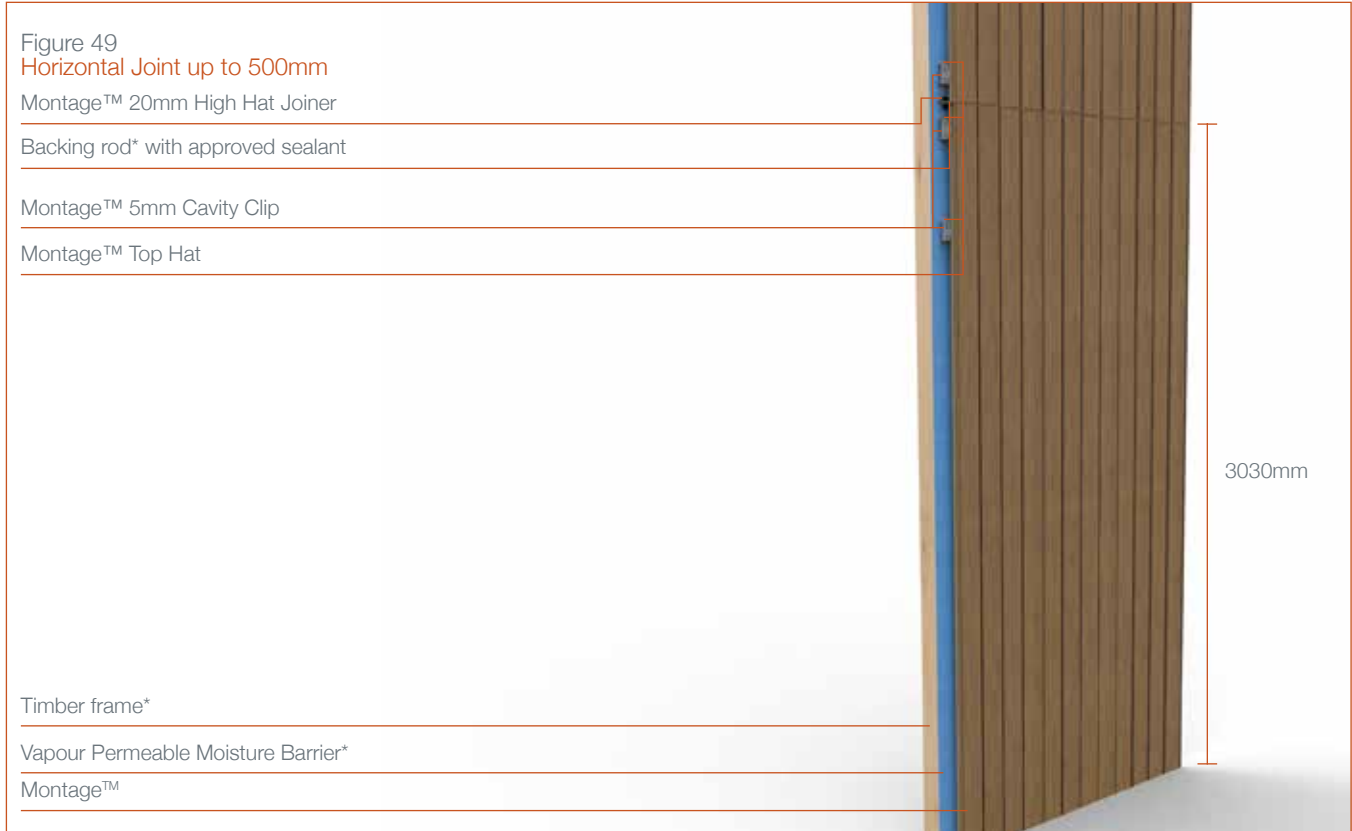 Figure 49
Horizontal Joint up to 500mm
Montage™ 20mm High Hat Joiner
Backing rod* with approved sealant
Montage™ 5mm Cavity Clip
Montage™ Top Hat
3030mm
Timber frame*
Vapour Permeable Moisture Barrier*
Montage™